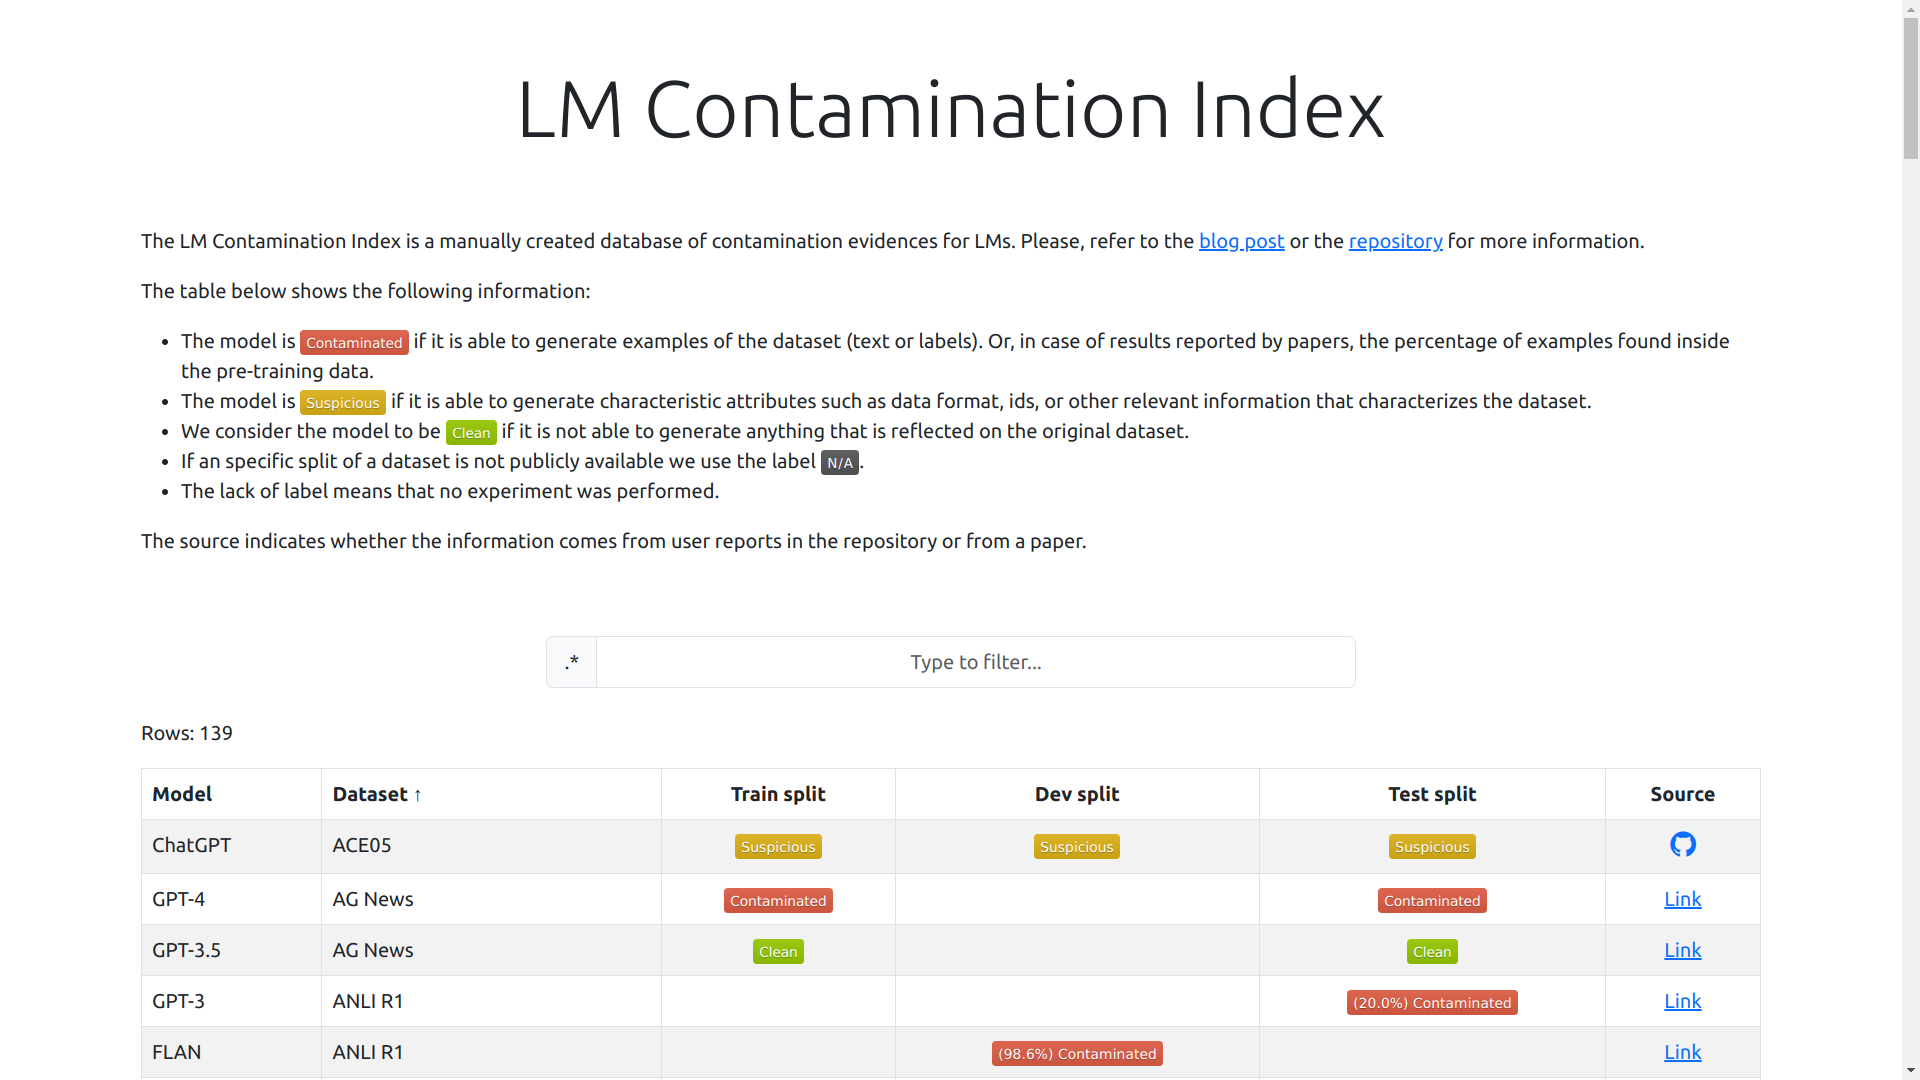 LM Contamination Index
The LM Contamination Index is a manually created database of contamination evidences for LMs. Please, refer to the blog post or the repository for more information.
The table below shows the following information:
• The model is Contaminated if it is able to generate examples of the dataset (text or labels). Or, in case of results reported by papers, the percentage of examples found inside
the pre-training data.
• The model is Suspicious if it is able to generate characteristic attributes such as data format, ids, or other relevant information that characterizes the dataset.
• We consider the model to be Clean if it is not able to generate anything that is reflected on the original dataset.
• If an specific split of a dataset is not publicly available we use the label N/A.
• The lack of label means that no experiment was performed.
The source indicates whether the information comes from user reports in the repository or from a paper.
.* Type to filter...
Rows: 139
Model Dataset ↑ Train split Dev split Test split Source
ChatGPT ACE05 Suspicious Suspicious Suspicious
GPT-4 AG News Contaminated Contaminated Link
GPT-3.5 AG News Clean Clean Link
GPT-3 ANLI R1 (20.0%) Contaminated Link
FLAN ANLI R1 (98.6%) Contaminated Link